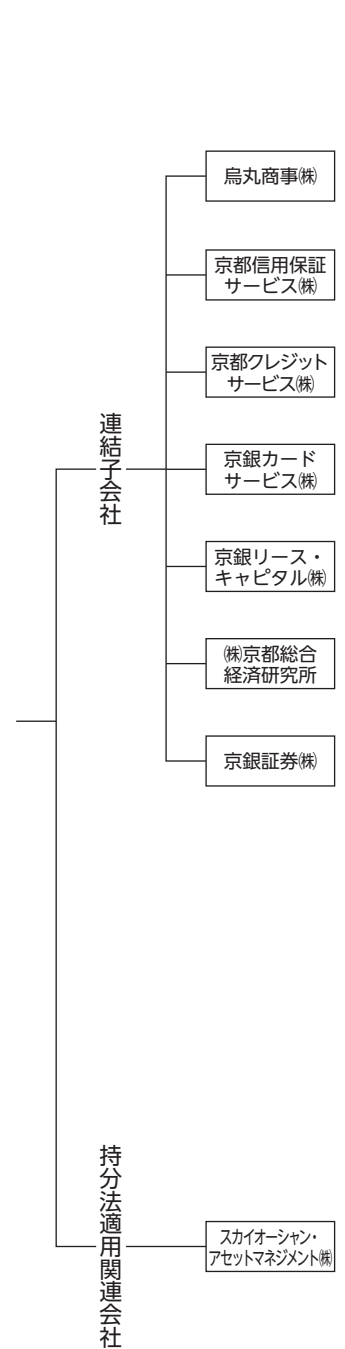 連結子会社
烏丸商事㈱
京都信用保証
サービス㈱
京都クレジット
サービス㈱
京銀カード
サービス㈱
京銀リース・
キャピタル㈱
㈱京都総合
経済研究所
京銀証券㈱
持分法適用関連会社
スカイオーシャン・
アセットマネジメント㈱